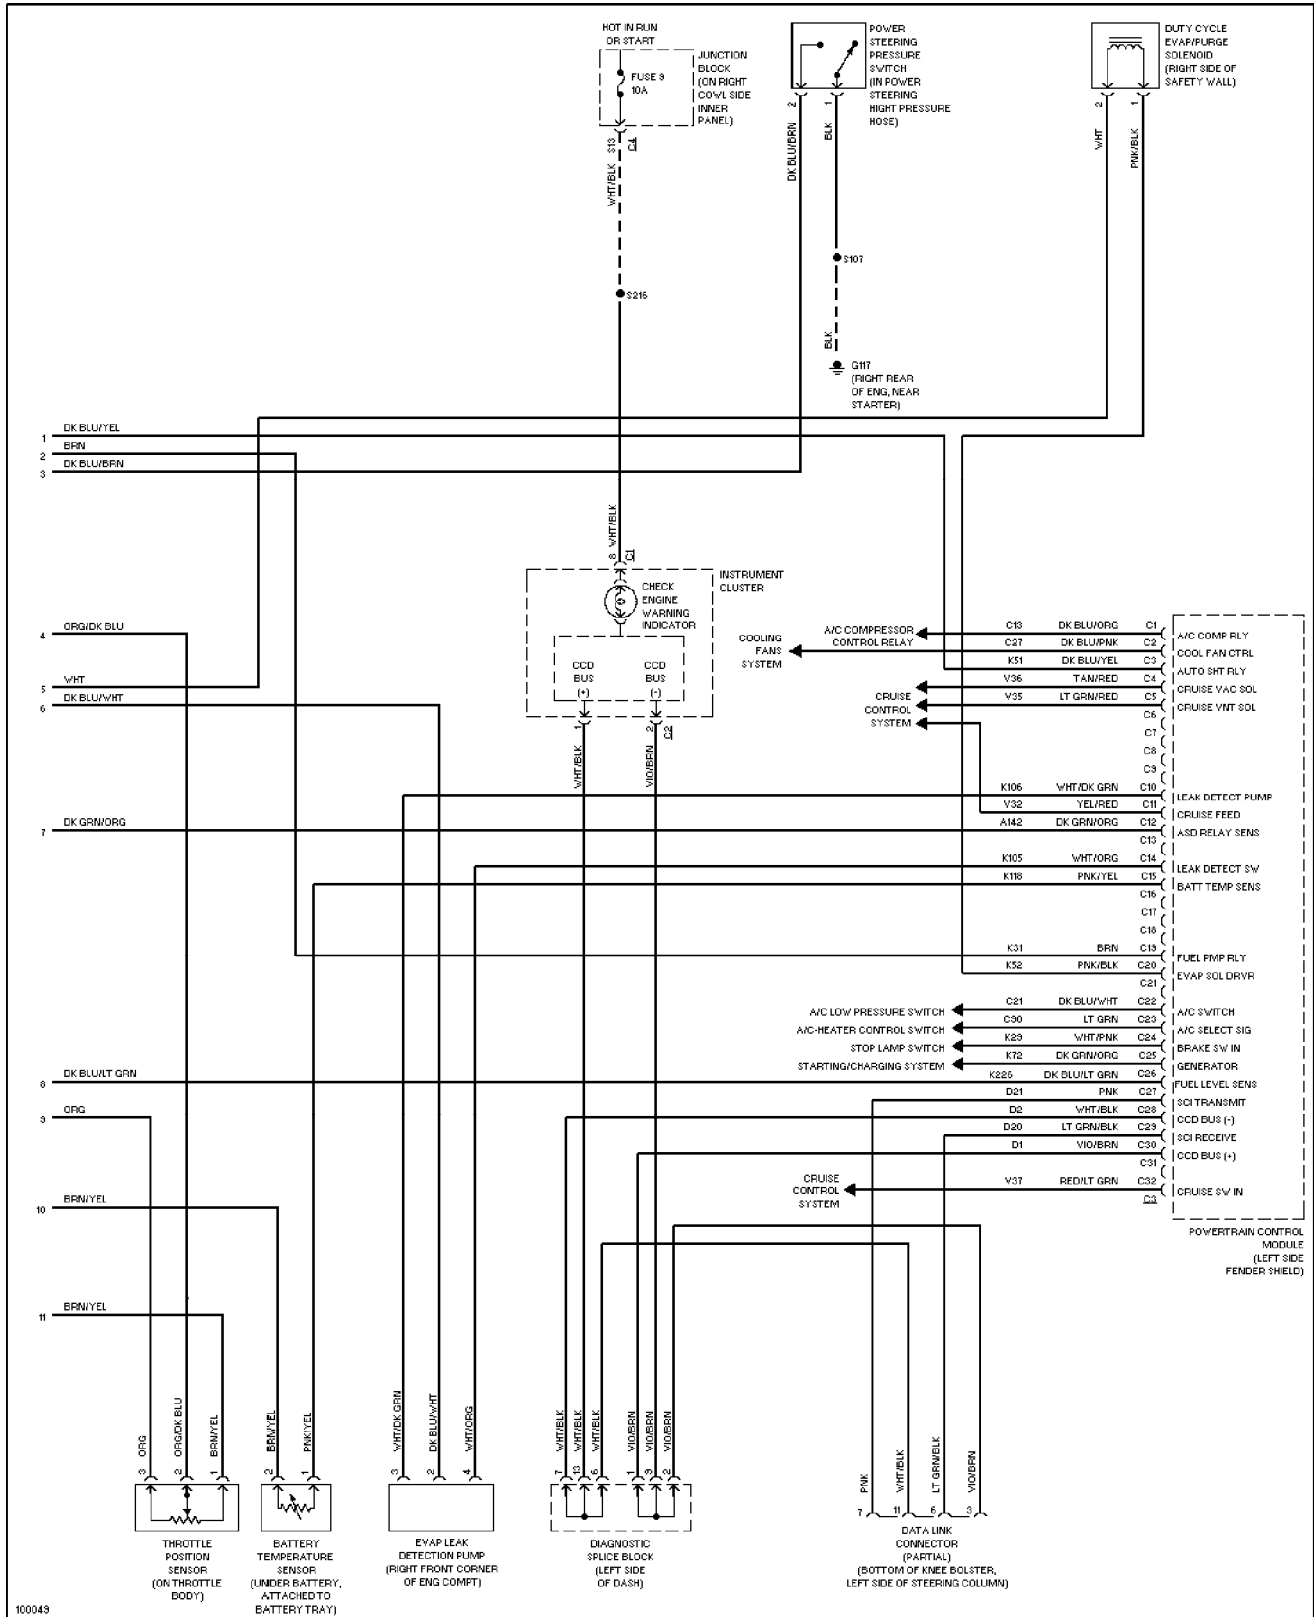 HOT IN RUN
OR START
FUSE 9
10A
JUNCTION
BLOCK
(ON RIGHT
COWL SIDE
INNER
PANEL)
S13
C4
WHT/BLK
S216
POWER
STEERING
PRESSURE
SWITCH
(IN POWER
STEERING
HIGHT PRESSURE
HOSE)
2
1
DK BLU/BRN
BLK
S107
BLK
G117
(RIGHT REAR
OF ENG, NEAR
STARTER)
DUTY CYCLE
EVAP/PURGE
SOLENOID
(RIGHT SIDE OF
SAFETY WALL)
2
1
WHT
PNK/BLK
1 DK BLU/YEL
2 BRN
3 DK BLU/BRN
4 ORG/DK BLU
5 WHT
6 DK BLU/WHT
7 DK GRN/ORG
8 DK BLU/LT GRN
9 ORG
10 BRN/YEL
11 BRN/YEL
WHT/BLK
8
C1
INSTRUMENT
CLUSTER
CHECK
ENGINE
WARNING
INDICATOR
CCD
BUS
(+)
CCD
BUS
(-)
1
2
C2
WHT/BLK
VIO/BRN
A/C COMPRESSOR
CONTROL RELAY
COOLING
FANS
SYSTEM
CRUISE
CONTROL
SYSTEM
C13 DK BLU/ORG C1 A/C COMP RLY
C27 DK BLU/PNK C2 COOL FAN CTRL
K51 DK BLU/YEL C3 AUTO SHT RLY
V36 TAN/RED C4 CRUISE VAC SOL
V35 LT GRN/RED C5 CRUISE VNT SOL
C6
C7
C8
C9
K106 WHT/DK GRN C10 LEAK DETECT PUMP
V32 YEL/RED C11 CRUISE FEED
A142 DK GRN/ORG C12 ASD RELAY SENS
C13
K105 WHT/ORG C14 LEAK DETECT SW
K118 PNK/YEL C15 BATT TEMP SENS
C16
C17
C18
K31 BRN C19 FUEL PMP RLY
K52 PNK/BLK C20 EVAP SOL DRVR
C21
A/C LOW PRESSURE SWITCH C21 DK BLU/WHT C22 A/C SWITCH
A/C-HEATER CONTROL SWITCH C90 LT GRN C23 A/C SELECT SIG
STOP LAMP SWITCH K29 WHT/PNK C24 BRAKE SW IN
STARTING/CHARGING SYSTEM K72 DK GRN/ORG C25 GENERATOR
K226 DK BLU/LT GRN C26 FUEL LEVEL SENS
D21 PNK C27 SCI TRANSMIT
D2 WHT/BLK C28 CCD BUS (-)
D20 LT GRN/BLK C29 SCI RECEIVE
D1 VIO/BRN C30 CCD BUS (+)
C31
CRUISE
CONTROL
SYSTEM
V37 RED/LT GRN C32 CRUISE SW IN
C3
POWERTRAIN CONTROL
MODULE
(LEFT SIDE
FENDER SHIELD)
ORG
ORG/DK BLU
BRN/YEL
3
2
1
THROTTLE
POSITION
SENSOR
(ON THROTTLE
BODY)
BRN/YEL
PNK/YEL
2
1
BATTERY
TEMPERATURE
SENSOR
(UNDER BATTERY,
ATTACHED TO
BATTERY TRAY)
WHT/DK GRN
DK BLU/WHT
WHT/ORG
3
2
4
EVAP LEAK
DETECTION PUMP
(RIGHT FRONT CORNER
OF ENG COMPT)
WHT/BLK
WHT/BLK
WHT/BLK
VIO/BRN
VIO/BRN
VIO/BRN
7
13
6
1
9
2
DIAGNOSTIC
SPLICE BLOCK
(LEFT SIDE
OF DASH)
PNK
WHT/BLK
LT GRN/BLK
VIO/BRN
7
11
6
3
DATA LINK
CONNECTOR
(PARTIAL)
(BOTTOM OF KNEE BOLSTER,
LEFT SIDE OF STEERING COLUMN)
100049